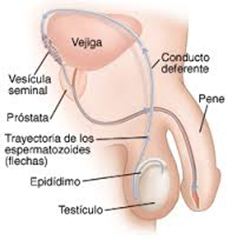 Vejiga
Conducto
deferente
Vesícula
seminal
Pene
Próstata
Trayectoria de los
espermatozoides
(flechas)
Epidídimo
Testículo